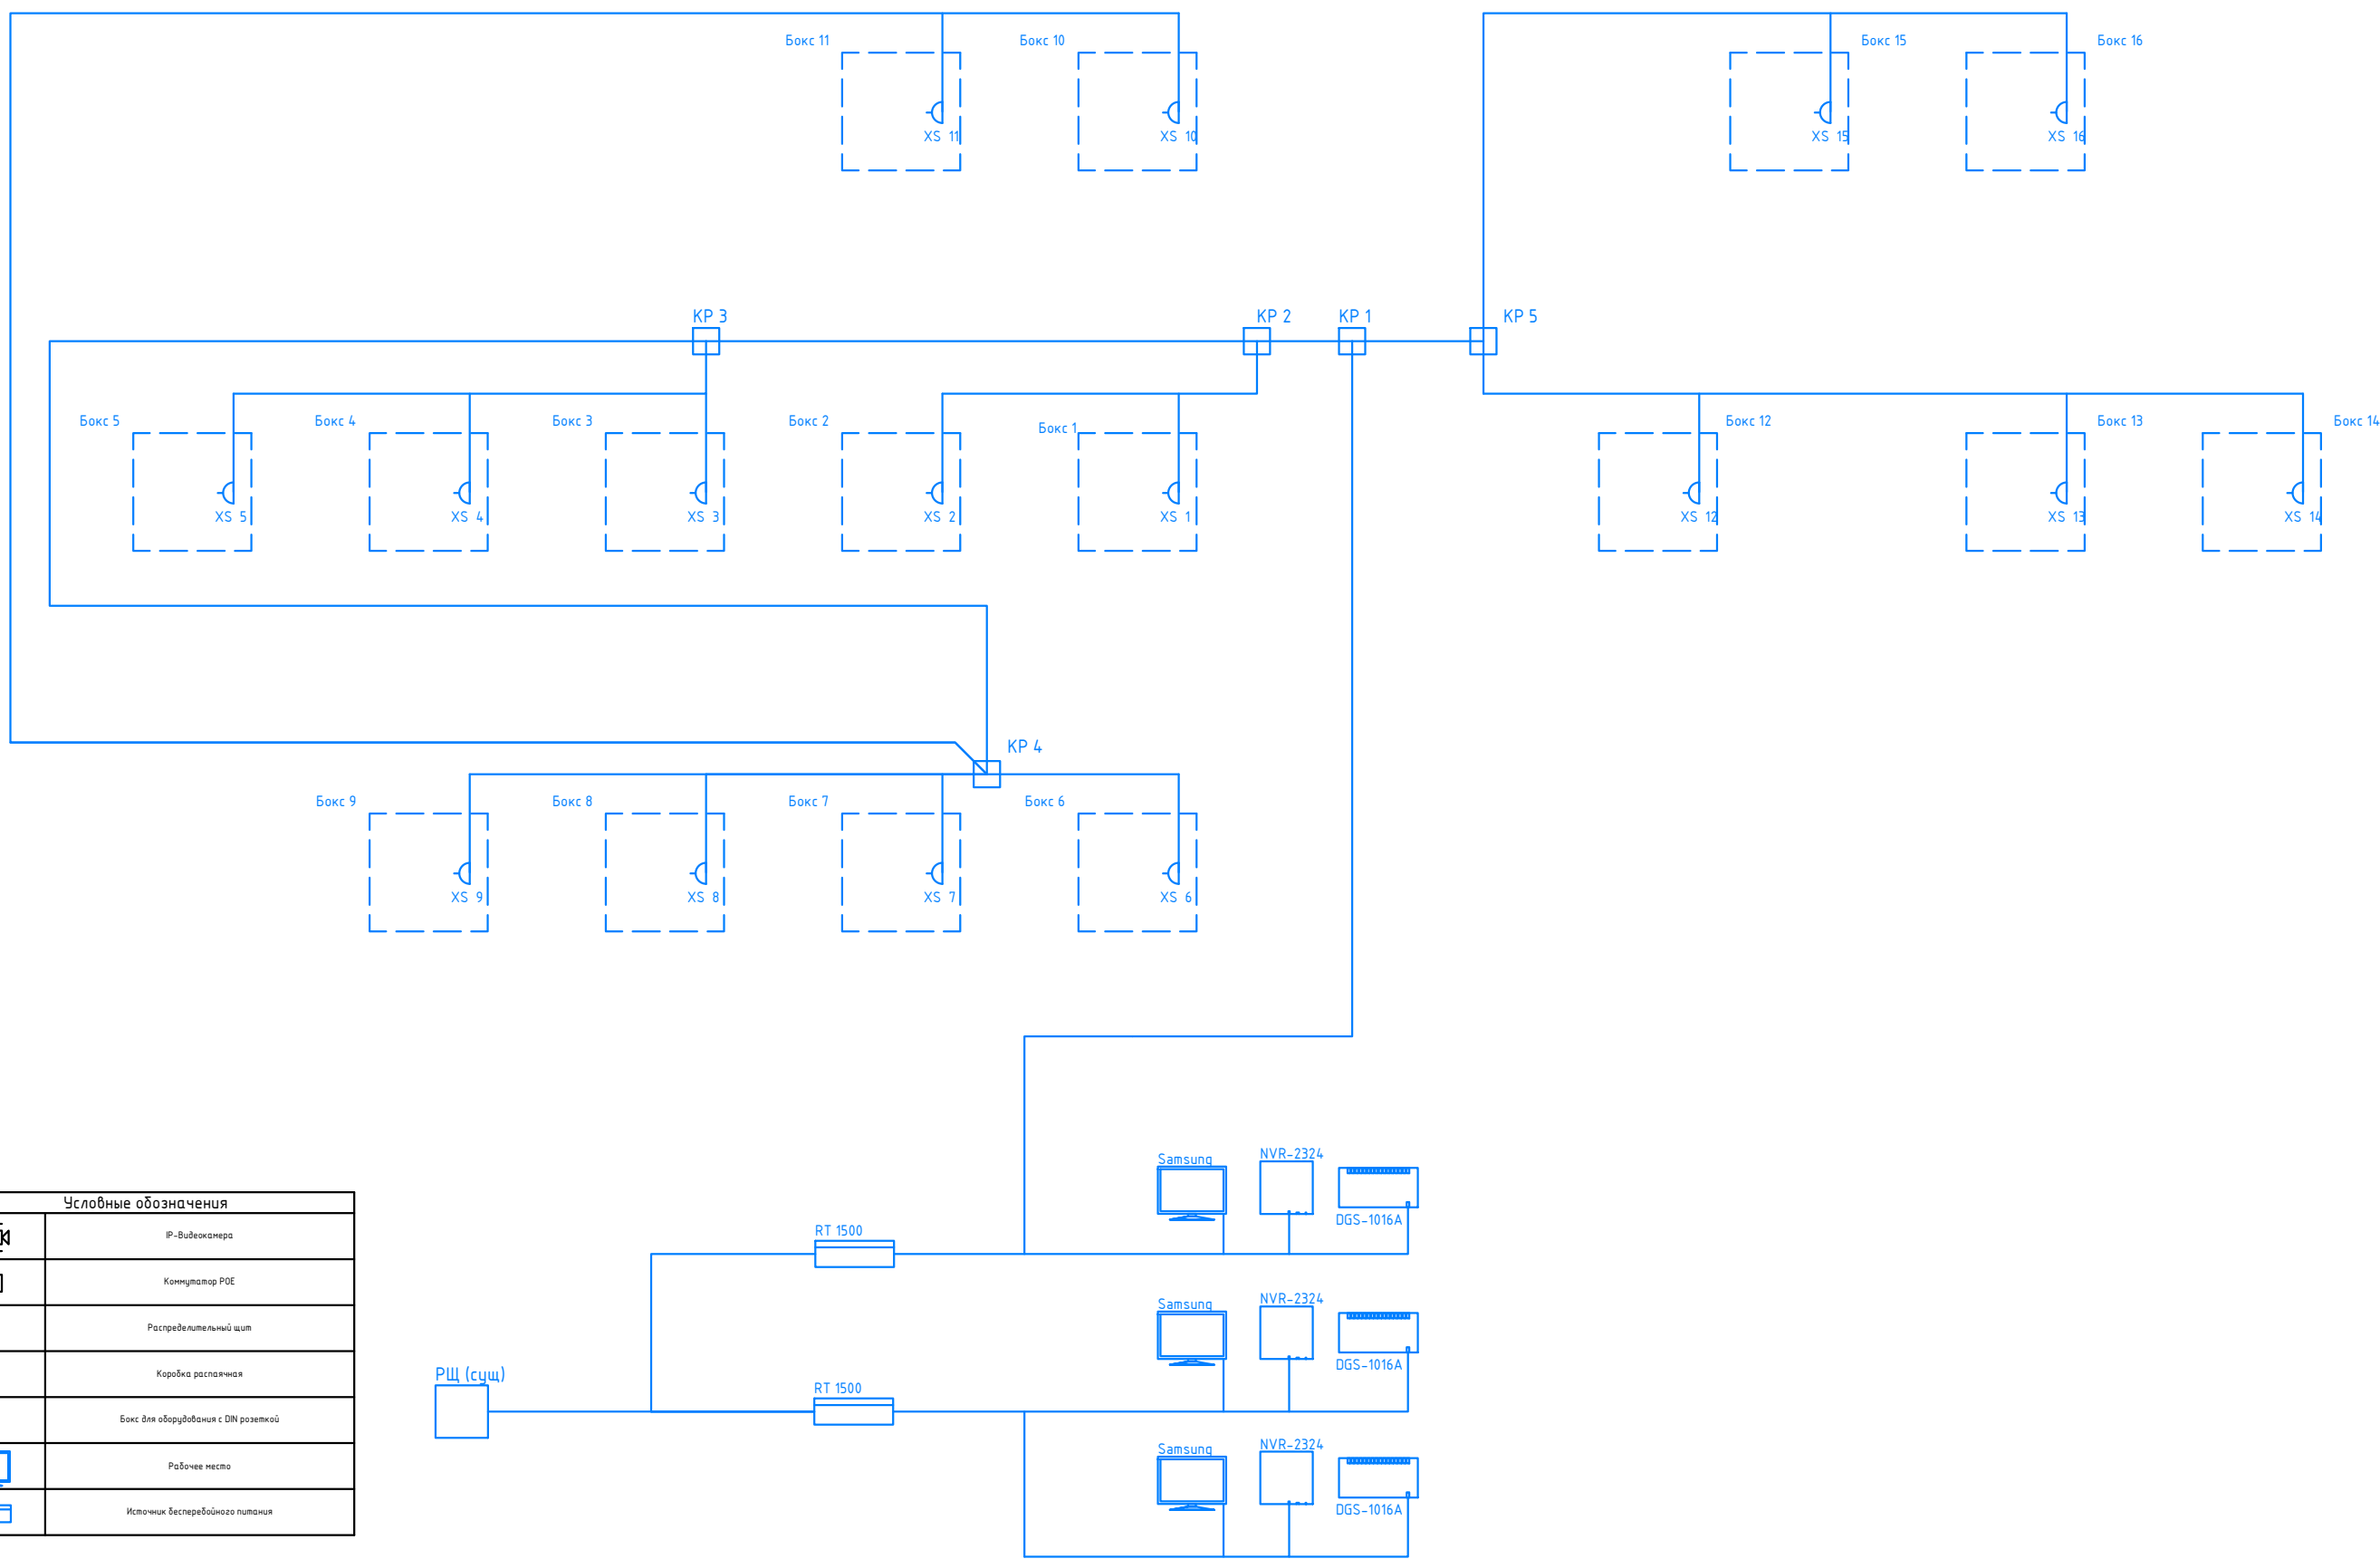 Бокс 11
Бокс 10
Бокс 15
Бокс 16
XS 11
XS 10
XS 15
XS 16
КР 3
КР 2
КР 1
КР 5
Бокс 5
Бокс 4
Бокс 3
Бокс 2
Бокс 1
Бокс 12
Бокс 13
Бокс 14
XS 5
XS 4
XS 3
XS 2
XS 1
XS 12
XS 13
XS 14
КР 4
Бокс 9
Бокс 8
Бокс 7
Бокс 6
XS 9
XS 8
XS 7
XS 6
Samsung
NVR-2324
DGS-1016A
RT 1500
Samsung
NVR-2324
DGS-1016A
РЩ (сущ)
RT 1500
Samsung
NVR-2324
DGS-1016A
Условные обозначения
IP-Видеокамера
Коммутатор POE
Распределительный щит
Коробка распаячная
Бокс для оборудования с DIN розеткой
Рабочее место
Источник бесперебойного питания